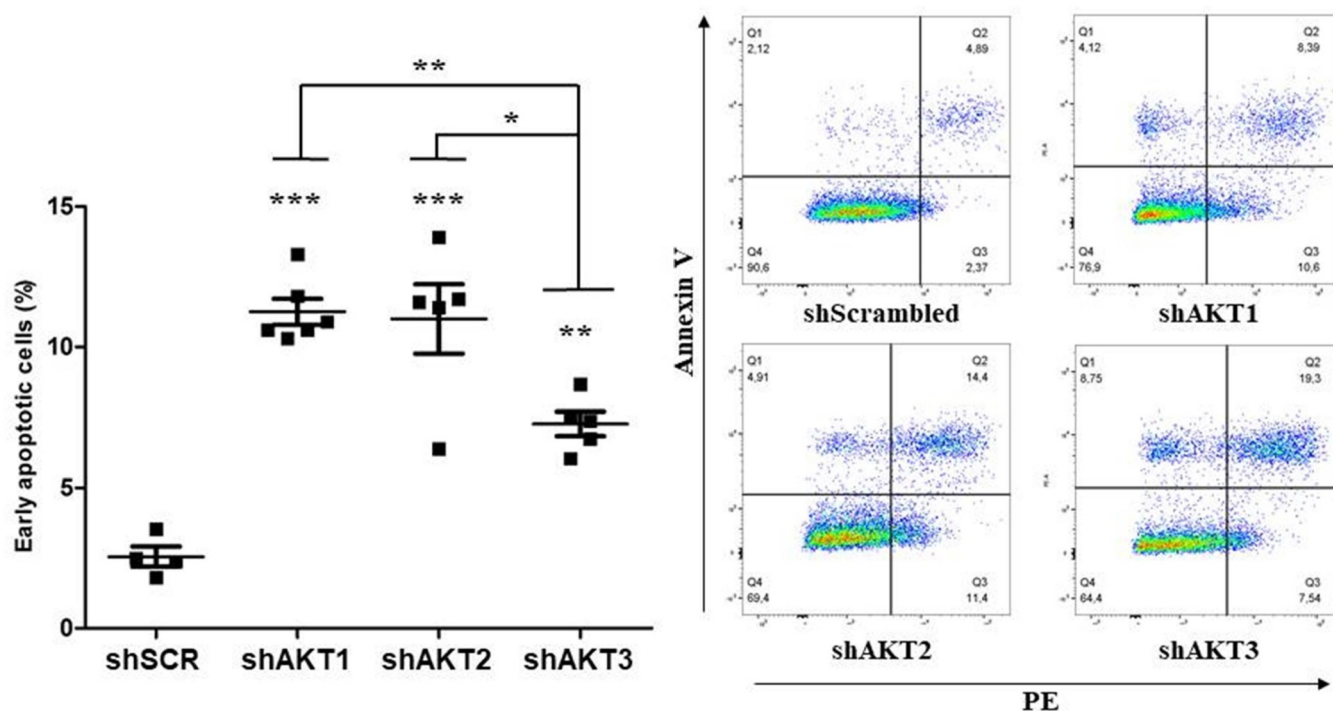 **
*
***
***
**
15
10
5
0
Early apoptotic cells (%)
shSCR shAKT1 shAKT2 shAKT3
Annexin V
Q1
2,12
Q2
4,89
Q4
90,6
Q3
2,37
shScrambled
Q1
4,12
Q2
8,39
Q4
76,9
Q3
10,6
shAKT1
Q1
4,91
Q2
14,4
Q4
69,4
Q3
11,4
shAKT2
Q1
8,75
Q2
19,3
Q4
64,4
Q3
7,54
shAKT3
PE